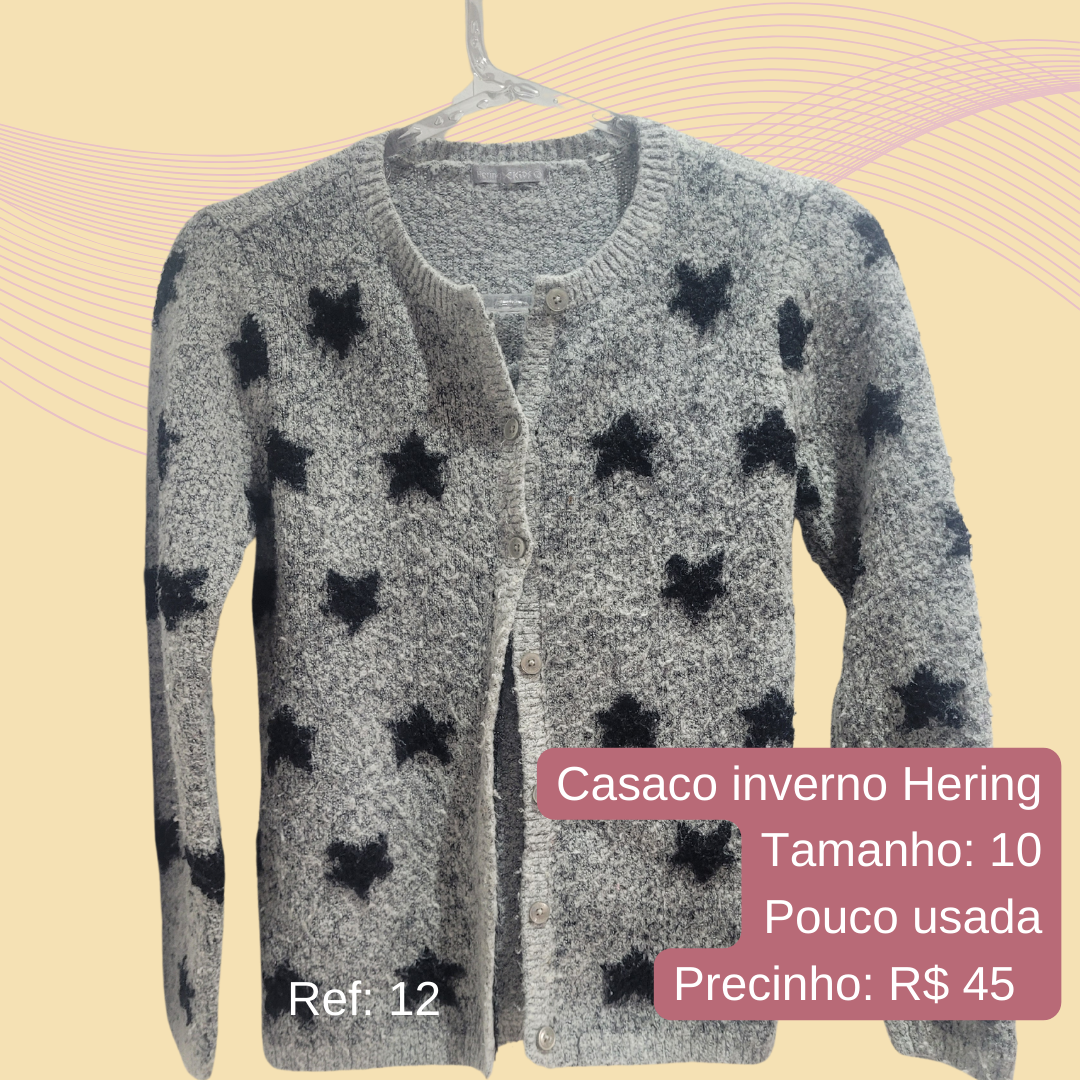 Casaco inverno Hering
Tamanho: 10
Pouco usada
Precinho: R$ 45
Ref: 12